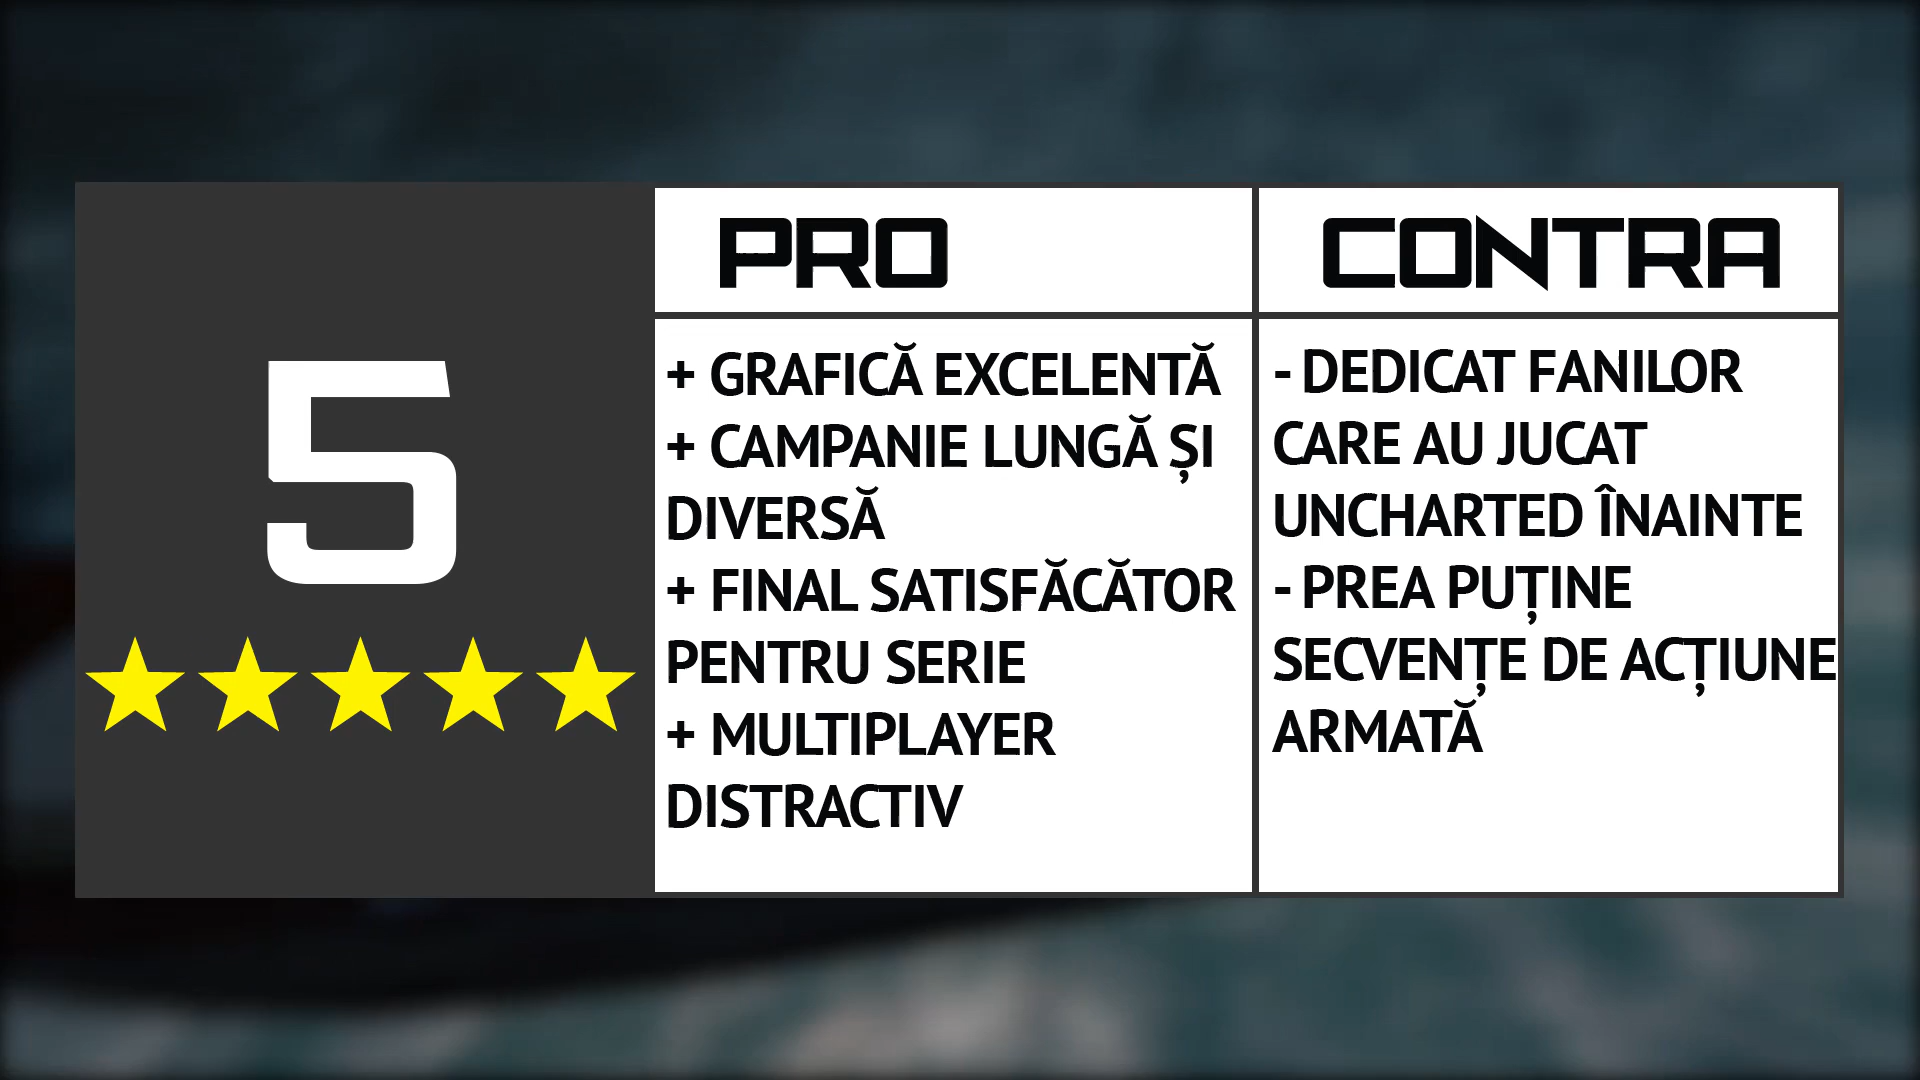 5
PRO
+ GRAFICĂ EXCELENTĂ
+ CAMPANIE LUNGĂ ȘI
DIVERSĂ
+ FINAL SATISFĂCĂTOR
PENTRU SERIE
+ MULTIPLAYER
DISTRACTIV
CONTRA
- DEDICAT FANILOR
CARE AU JUCAT
UNCHARTED ÎNAINTE
- PREA PUȚINE
SECVENȚE DE ACȚIUNE
ARMATĂ